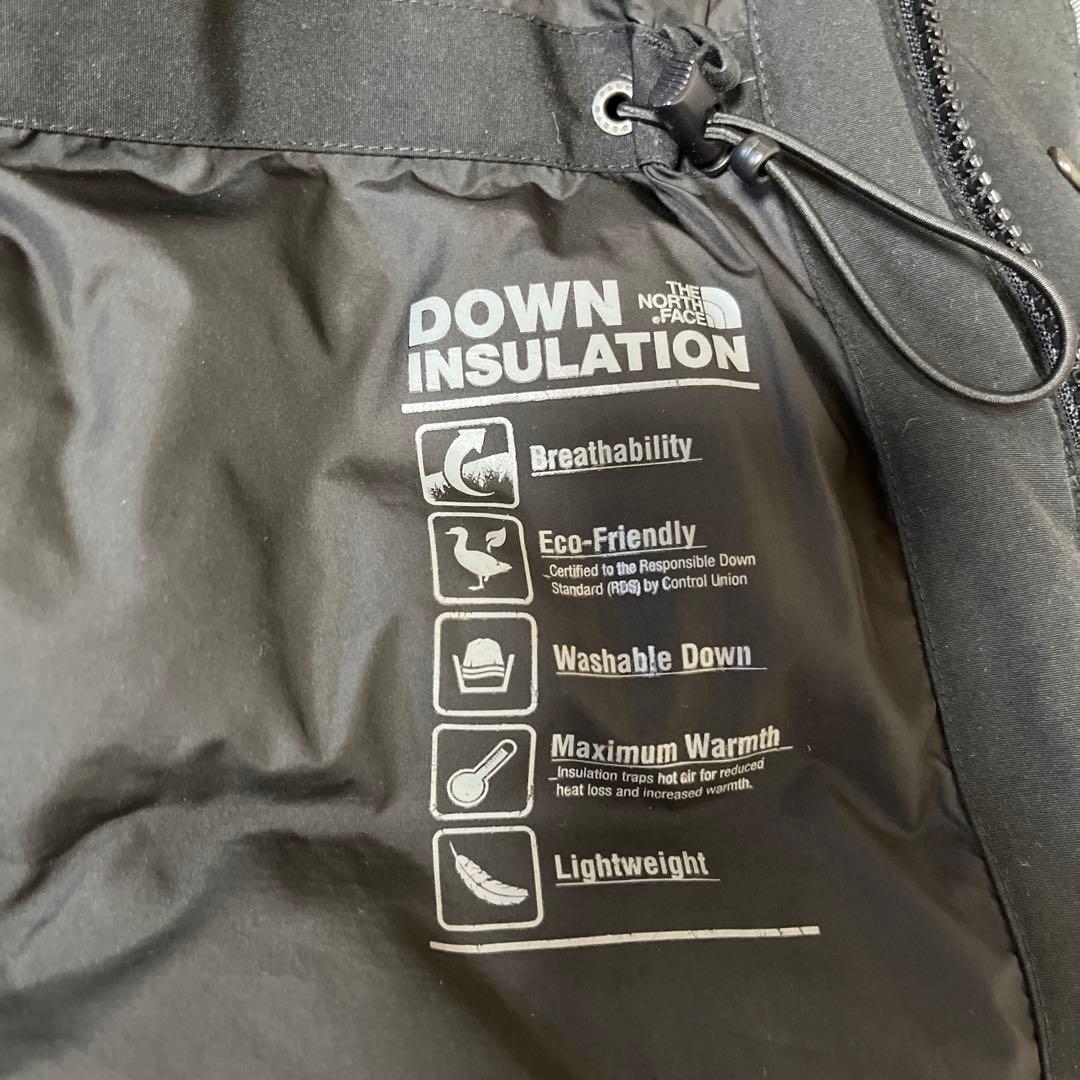 DOWN
THE
NORTH
FACE
INSULATION
Breathability
Eco-Friendly
Certified to the Responsible Down
Standard (RDS) by Control Union
Washable Down
Maximum Warmth
Insulation traps hot air for reduced
heat loss and increased warmth.
Lightweight